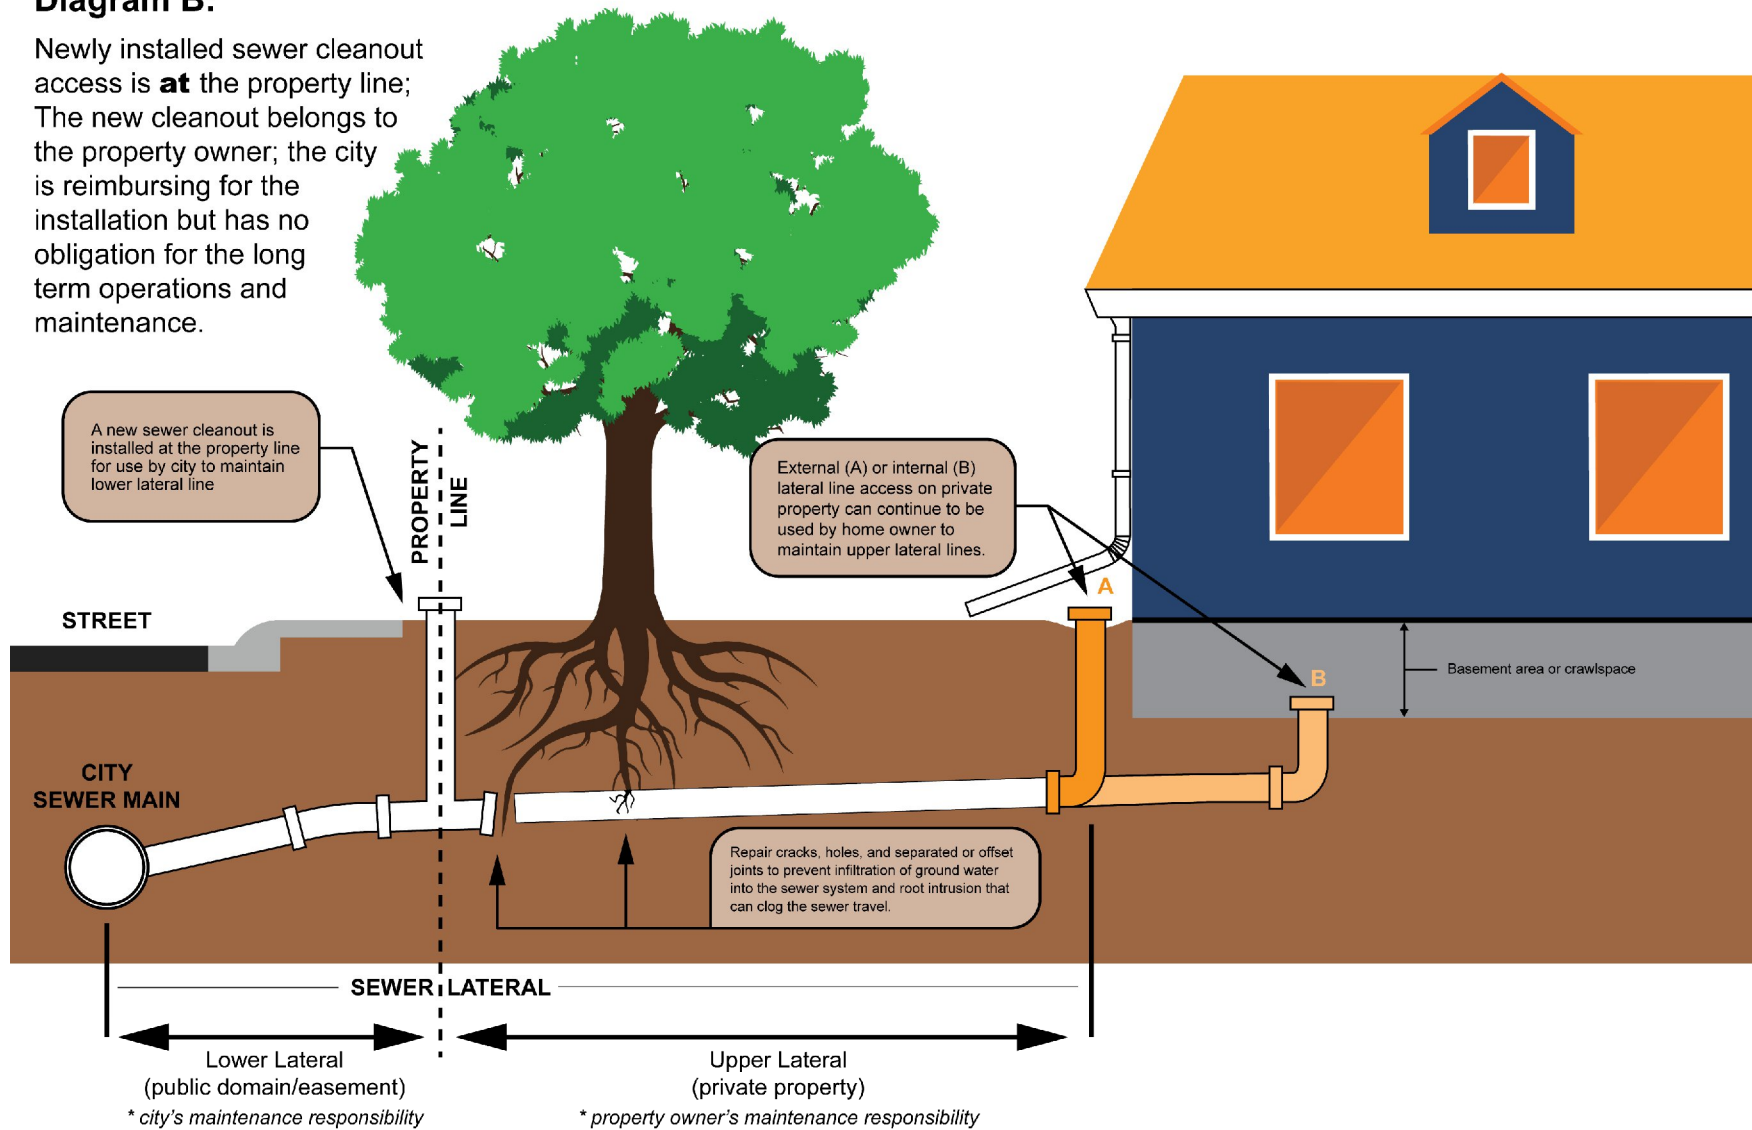 Diagram B:
Newly installed sewer cleanout
access is at the property line;
The new cleanout belongs to
the property owner; the city
is reimbursing for the
installation but has no
obligation for the long
term operations and
maintenance.
A new sewer cleanout is
installed at the property line
for use by city to maintain
lower lateral line
PROPERTY
LINE
External (A) or internal (B)
lateral line access on private
property can continue to be
used by home owner to
maintain upper lateral lines.
A
STREET
Basement area or crawlspace
B
CITY
SEWER MAIN
Repair cracks, holes, and separated or offset
joints to prevent infiltration of ground water
into the sewer system and root intrusion that
can clog the sewer travel.
SEWER LATERAL
Lower Lateral
(public domain/easement)
* city's maintenance responsibility
Upper Lateral
(private property)
* property owner's maintenance responsibility